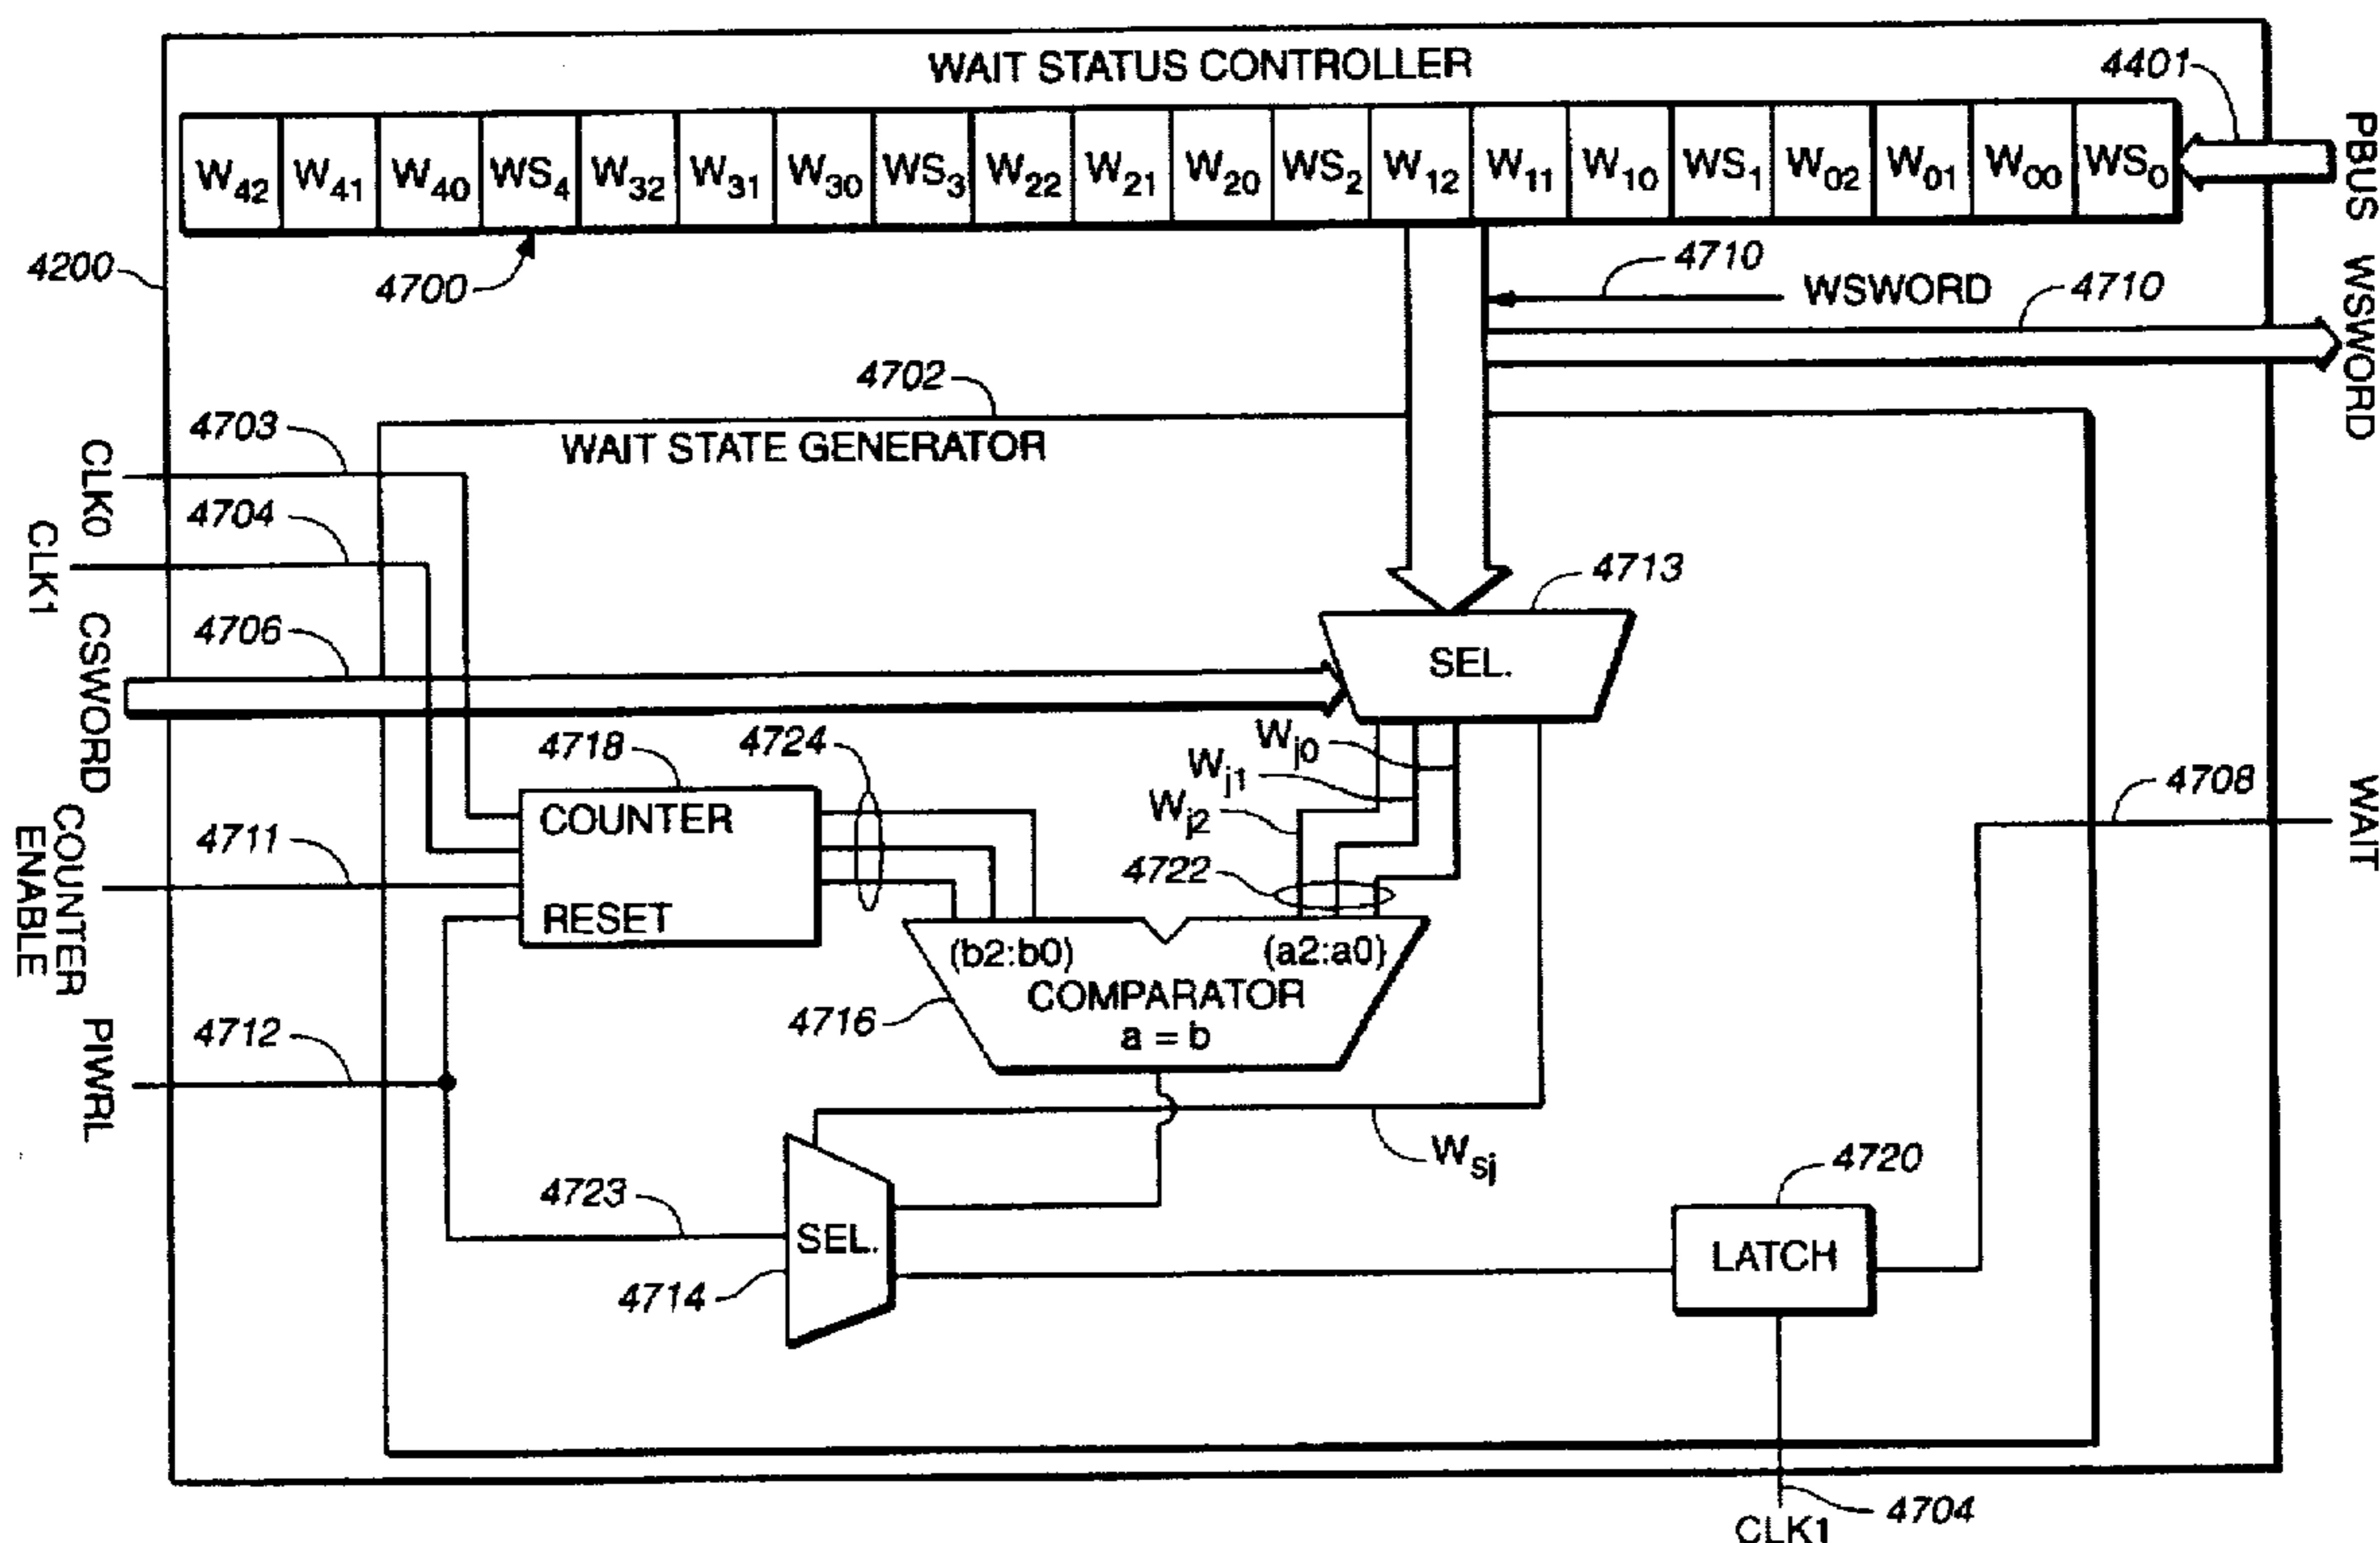 WAIT STATUS CONTROLLER
4401
PBUS
W42 W41 W40 WS4 W32 W31 W30 WS3 W22 W21 W20 WS2 W12 W11 W10 WS1 W02 W01 W00 WS0
4200
4700
4710
WSWORD
4710
WSWORD
4702
WAIT STATE GENERATOR
4703
CLK0
4704
CLK1
4713
4706
CSWORD
SEL.
4718
4724
Wj0
Wj1
Wj2
4708
WAIT
COUNTER
4711
COUNTER
ENABLE
4722
RESET
(b2:b0)
(a2:a0)
COMPARATOR
a = b
4716
4712
PIWRL
Wsj
4720
4723
SEL.
LATCH
4714
4704
CLK1